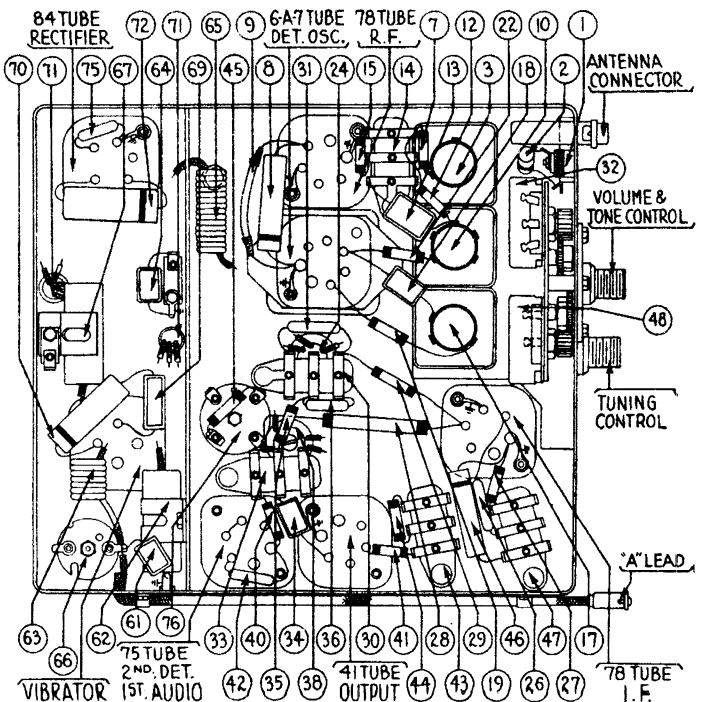 84 TUBE
RECTIFIER
72
71
65
9
6-A-7 TUBE
DET. OSC.
78 TUBE
R.F.
7
12
22
10
1
70
71
75
67
64
69
45
8
31
24
15
14
13
3
18
2
ANTENNA
CONNECTOR
32
VOLUME &
TONE CONTROL
48
TUNING
CONTROL
"A" LEAD
63
62
61
76
33
40
34
36
30
41
28
29
46
47
17
66
VIBRATOR
75 TUBE
2ND. DET.
1ST. AUDIO
42
35
38
41 TUBE
OUTPUT
44
43
19
26
27
78 TUBE
I.F.